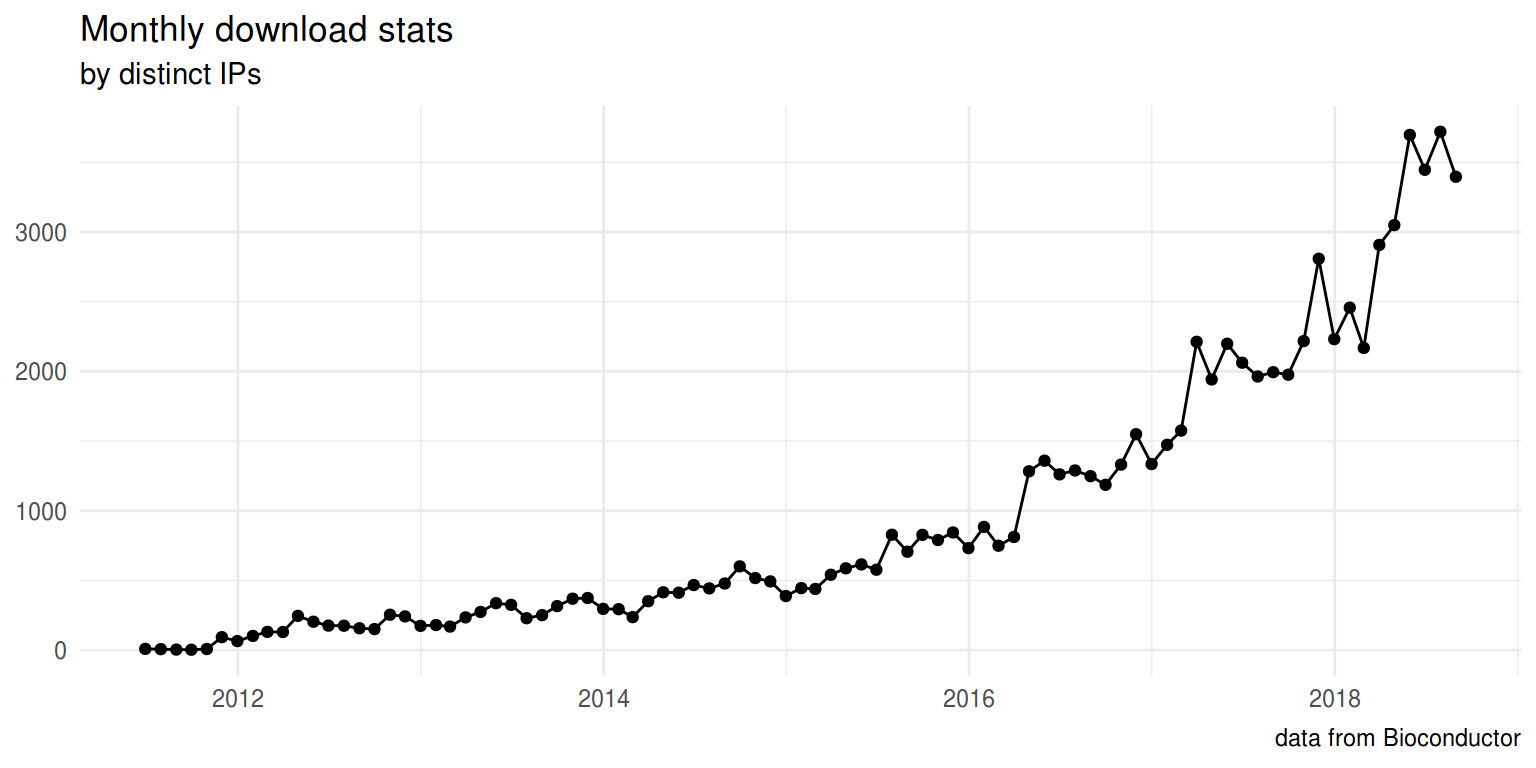 Monthly download stats
by distinct IPs
3000
2000
1000
0
2012 2014 2016 2018
data from Bioconductor